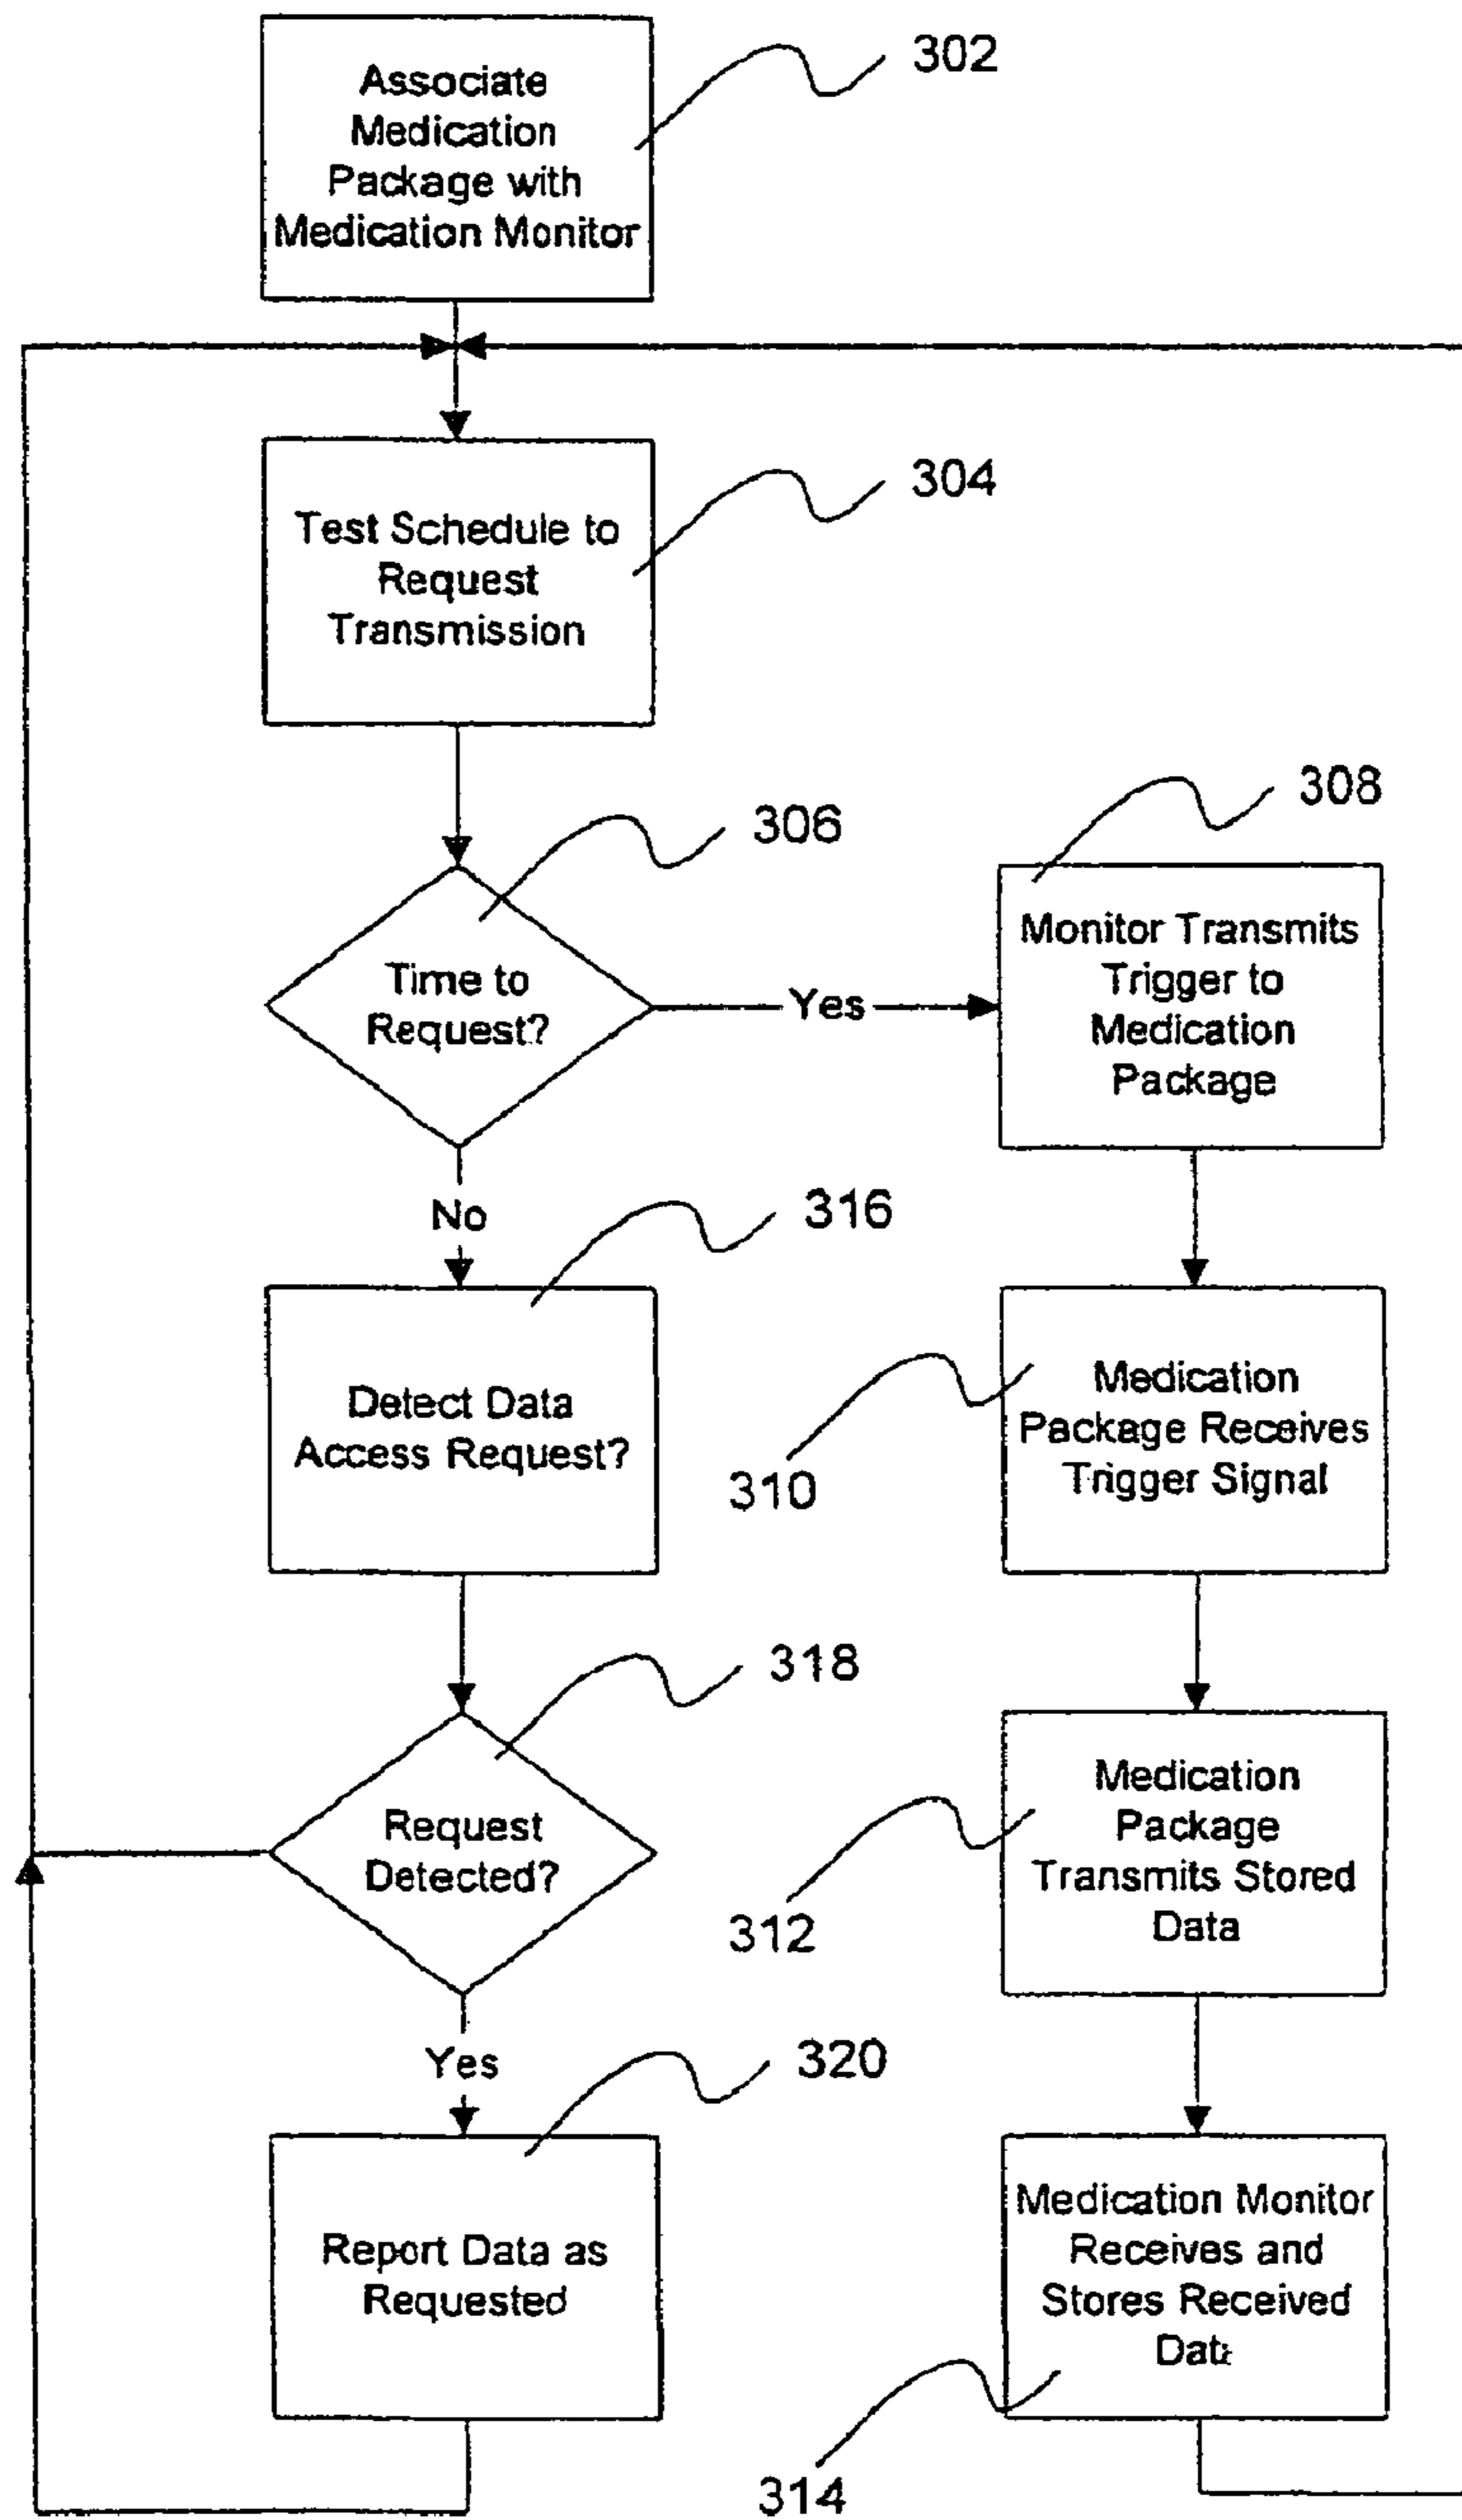 302
Associate
Medication
Package with
Medication Monitor
304
Test Schedule to
Request
Transmission
306
Time to
Request?
Yes
308
Monitor Transmits
Trigger to
Medication
Package
No
316
Detect Data
Access Request?
310
Medication
Package Receives
Trigger Signal
318
Request
Detected?
312
Medication
Package
Transmits Stored
Data
Yes
320
Report Data as
Requested
Medication Monitor
Receives and
Stores Received
Data
314